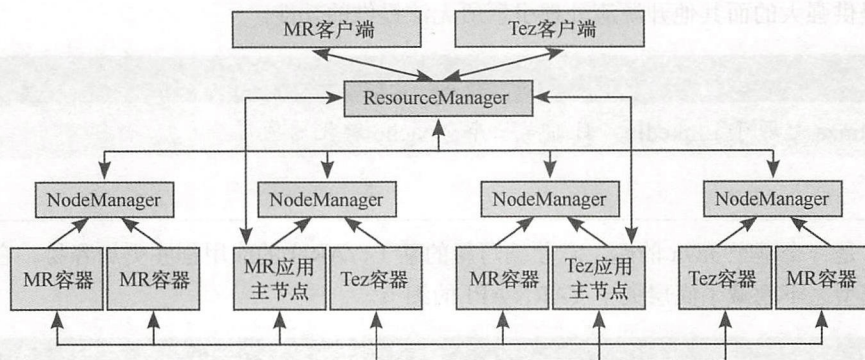 MR客户端 Tez客户端
ResourceManager
NodeManager NodeManager NodeManager NodeManager
MR容器 MR容器 MR应用主节点 Tez容器 MR容器 Tez应用主节点 Tez容器 MR容器